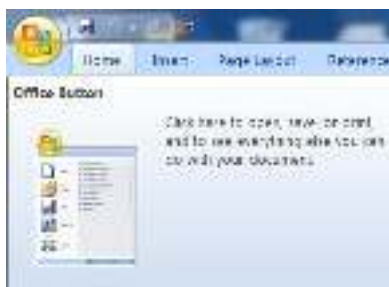 Home Insert Page Layout Reference
Office Button
Click here to open, save, or print,
and to see everything else you can
do with your document.